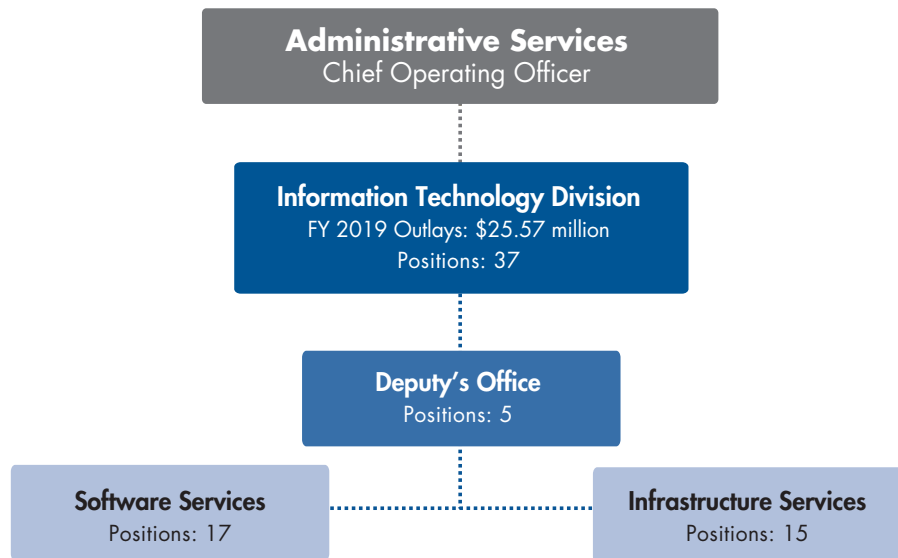 Administrative Services
Chief Operating Officer
Information Technology Division
FY 2019 Outlays: $25.57 million
Positions: 37
Deputy’s Office
Positions: 5
Software Services
Positions: 17
Infrastructure Services
Positions: 15